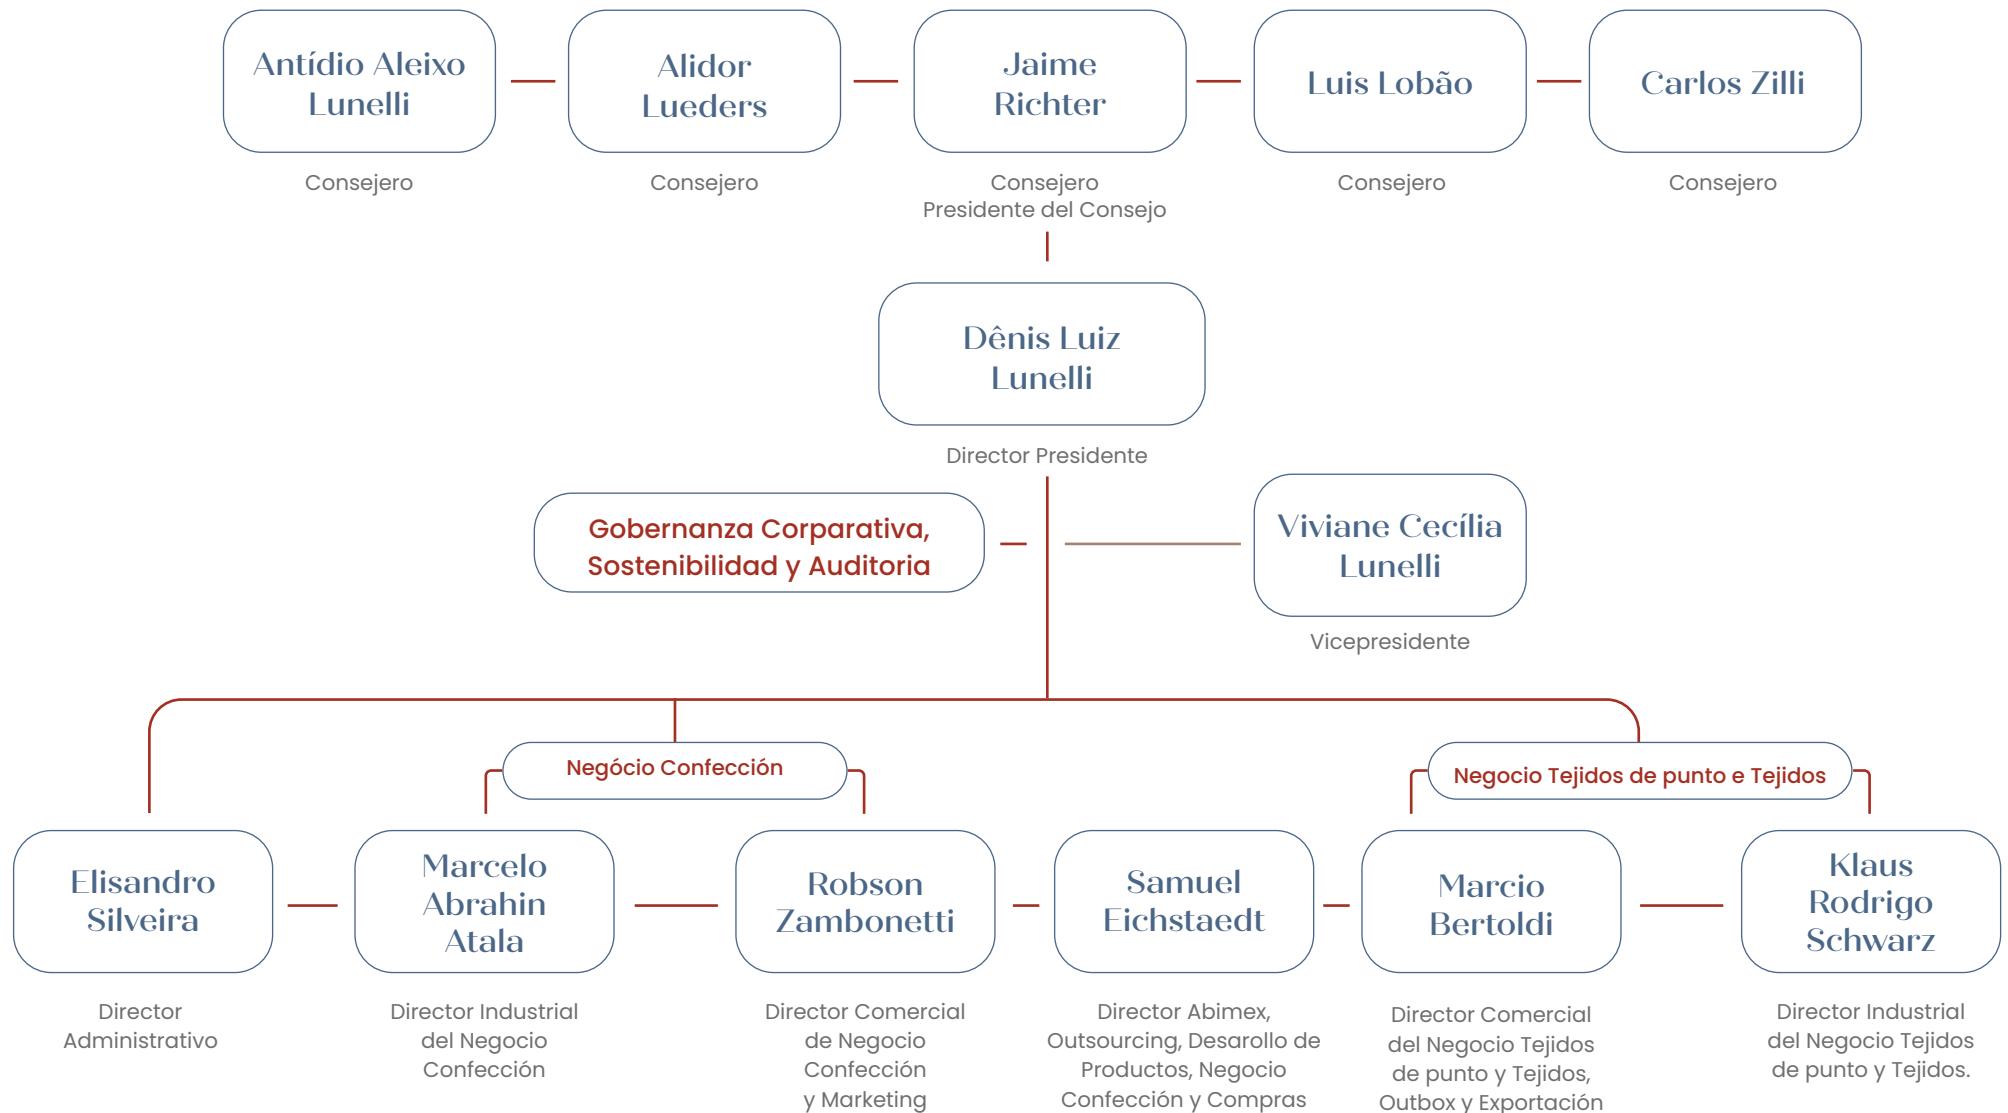 Antídio Aleixo
Lunelli
Consejero
Alidor
Lueders
Consejero
Jaime
Richter
Consejero
Presidente del Consejo
Luis Lobão
Consejero
Carlos Zilli
Consejero
Dênis Luiz
Lunelli
Director Presidente
Gobernanza Corparativa,
Sostenibilidad y Auditoria
Viviane Cecília
Lunelli
Vicepresidente
Negócio Confección
Negocio Tejidos de punto e Tejidos
Elisandro
Silveira
Director
Administrativo
Marcelo
Abrahin
Atala
Director Industrial
del Negocio
Confección
Robson
Zambonetti
Director Comercial
de Negocio
Confección
y Marketing
Samuel
Eichstaedt
Director Abimex,
Outsourcing, Desarollo de
Productos, Negocio
Confección y Compras
Marcio
Bertoldi
Director Comercial
del Negocio Tejidos
de punto y Tejidos,
Outbox y Exportación
Klaus
Rodrigo
Schwarz
Director Industrial
del Negocio Tejidos
de punto y Tejidos.